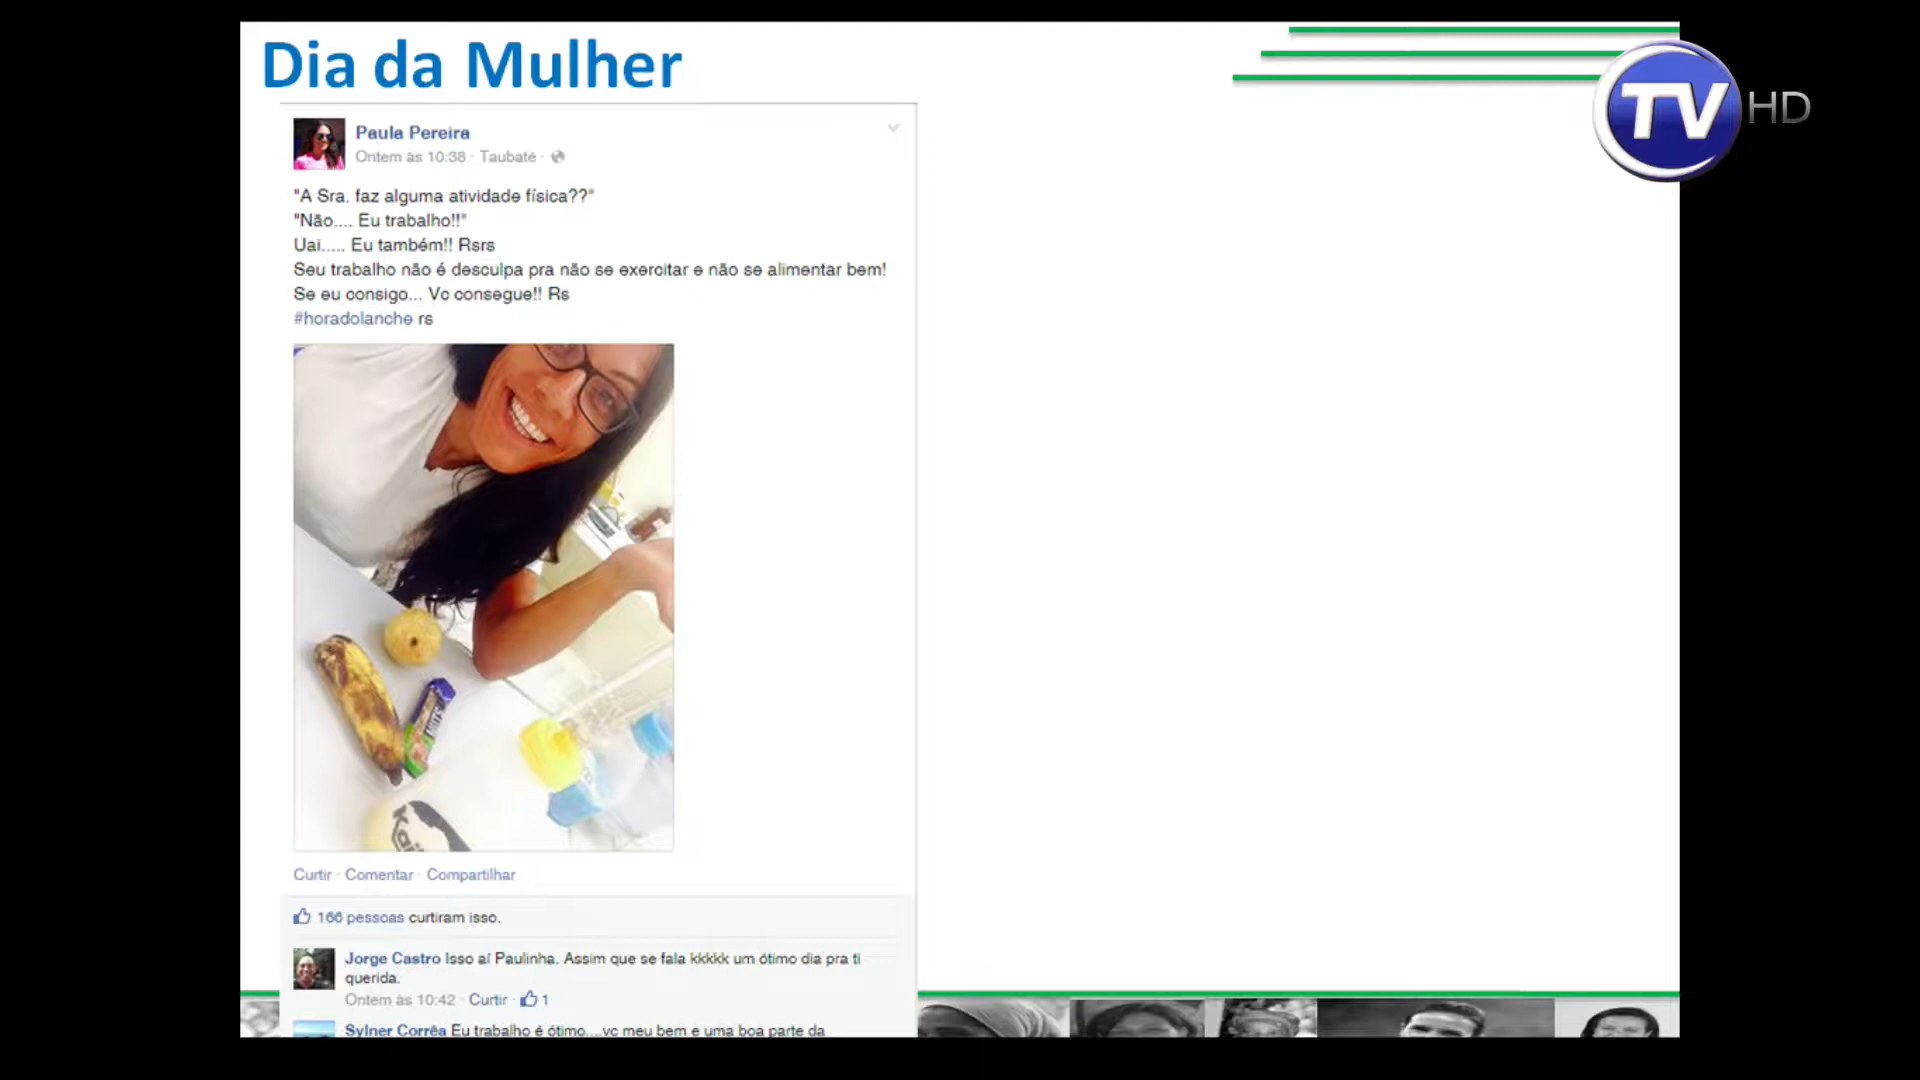 Dia da Mulher
TV HD
Paula Pereira
Ontem às 10:38 · Taubaté ·
"A Sra. faz alguma atividade física??"
"Não.... Eu trabalho!!"
Uai..... Eu também!! Rsrs
Seu trabalho não é desculpa pra não se exercitar e não se alimentar bem!
Se eu consigo... Vc consegue!! Rs
#horadolanche rs
NUTS
Curtir · Comentar · Compartilhar
166 pessoas curtiram isso.
Jorge Castro Isso aí Paulinha. Assim que se fala kkkkk um ótimo dia pra ti
querida.
Ontem às 10:42 · Curtir · 1
Sylner Corrêa Eu trabalho é ótimo....vc meu bem e uma boa parte da